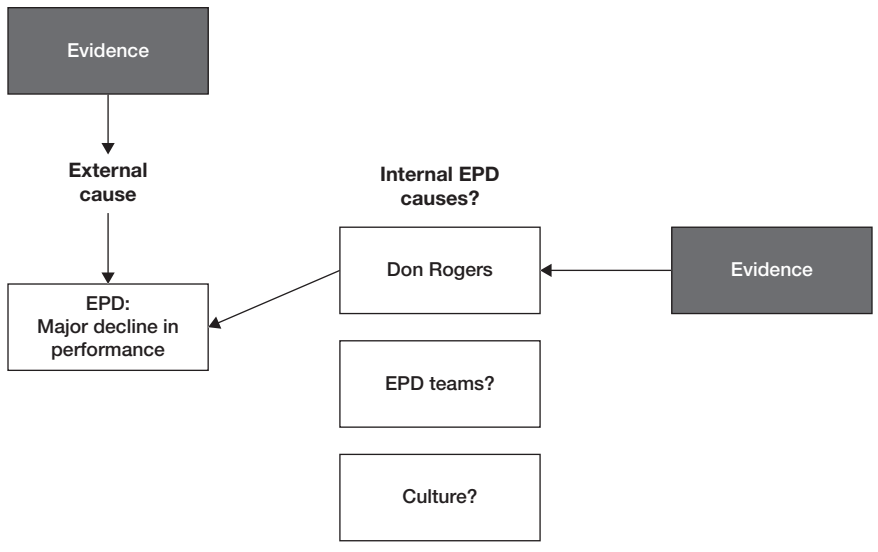 Evidence
External
cause
Internal EPD
causes?
Don Rogers
Evidence
EPD:
Major decline in
performance
EPD teams?
Culture?